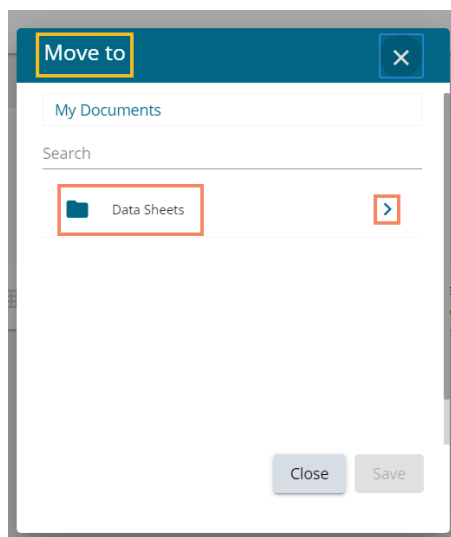 Move to
My Documents
Search
Data Sheets
Close Save